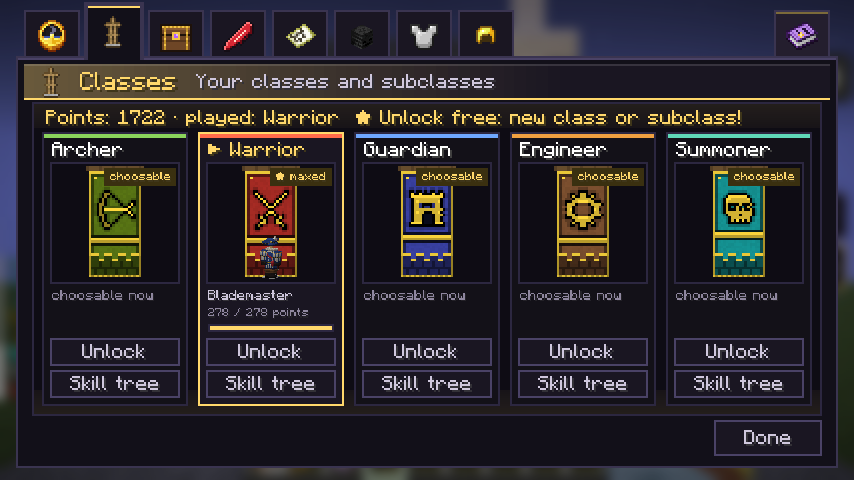 Classes Your classes and subclasses
Points: 1722 · played: Warrior ★ Unlock free: new class or subclass!
Archer
choosable
choosable now
Unlock
Skill tree
Warrior
★ maxed
Blademaster
278 / 278 points
Unlock
Skill tree
Guardian
choosable
choosable now
Unlock
Skill tree
Engineer
choosable
choosable now
Unlock
Skill tree
Summoner
choosable
choosable now
Unlock
Skill tree
Done